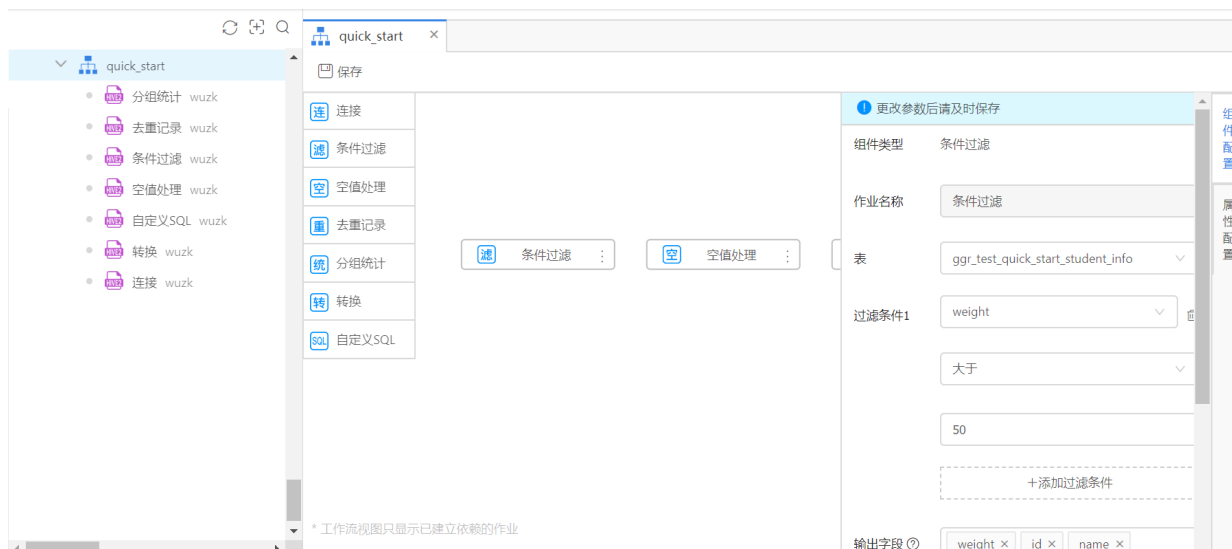 quick_start
保存
quick_start
分组统计 wuzk
去重记录 wuzk
条件过滤 wuzk
空值处理 wuzk
自定义SQL wuzk
转换 wuzk
连接 wuzk
连 连接
滤 条件过滤
空 空值处理
重 去重记录
统 分组统计
转 转换
SQL 自定义SQL
滤 条件过滤
空 空值处理
* 工作流视图只显示已建立依赖的作业
更改参数后请及时保存
组件类型 条件过滤
作业名称 条件过滤
表 ggr_test_quick_start_student_info
过滤条件1 weight
大于
50
+添加过滤条件
输出字段 weight × id × name ×
组件配置
属性配置